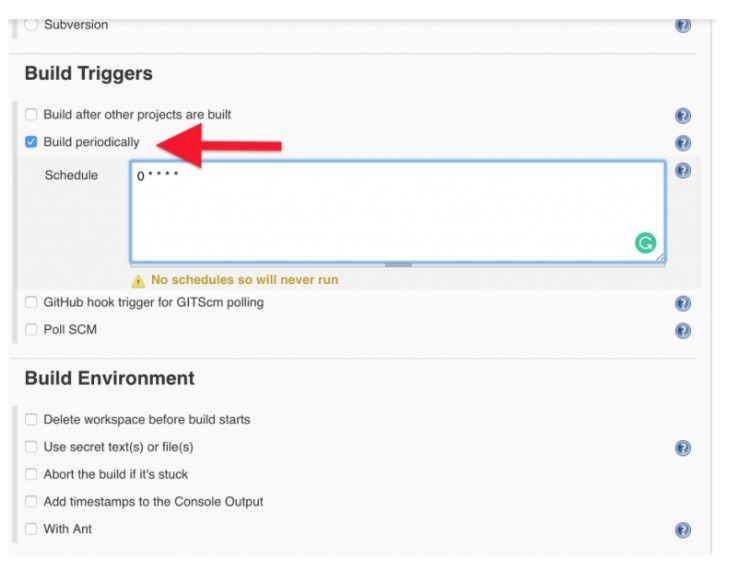 Subversion
Build Triggers
Build after other projects are built
Build periodically
Schedule
0 * * * *
No schedules so will never run
GitHub hook trigger for GITScm polling
Poll SCM
Build Environment
Delete workspace before build starts
Use secret text(s) or file(s)
Abort the build if it's stuck
Add timestamps to the Console Output
With Ant